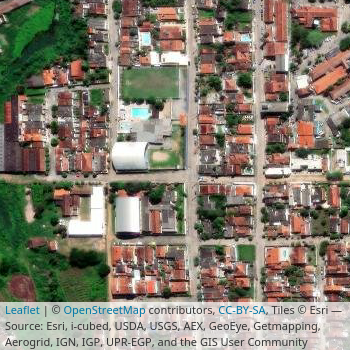 Leaflet | © OpenStreetMap contributors, CC-BY-SA, Tiles © Esri —
Source: Esri, i-cubed, USDA, USGS, AEX, GeoEye, Getmapping,
Aerogrid, IGN, IGP, UPR-EGP, and the GIS User Community